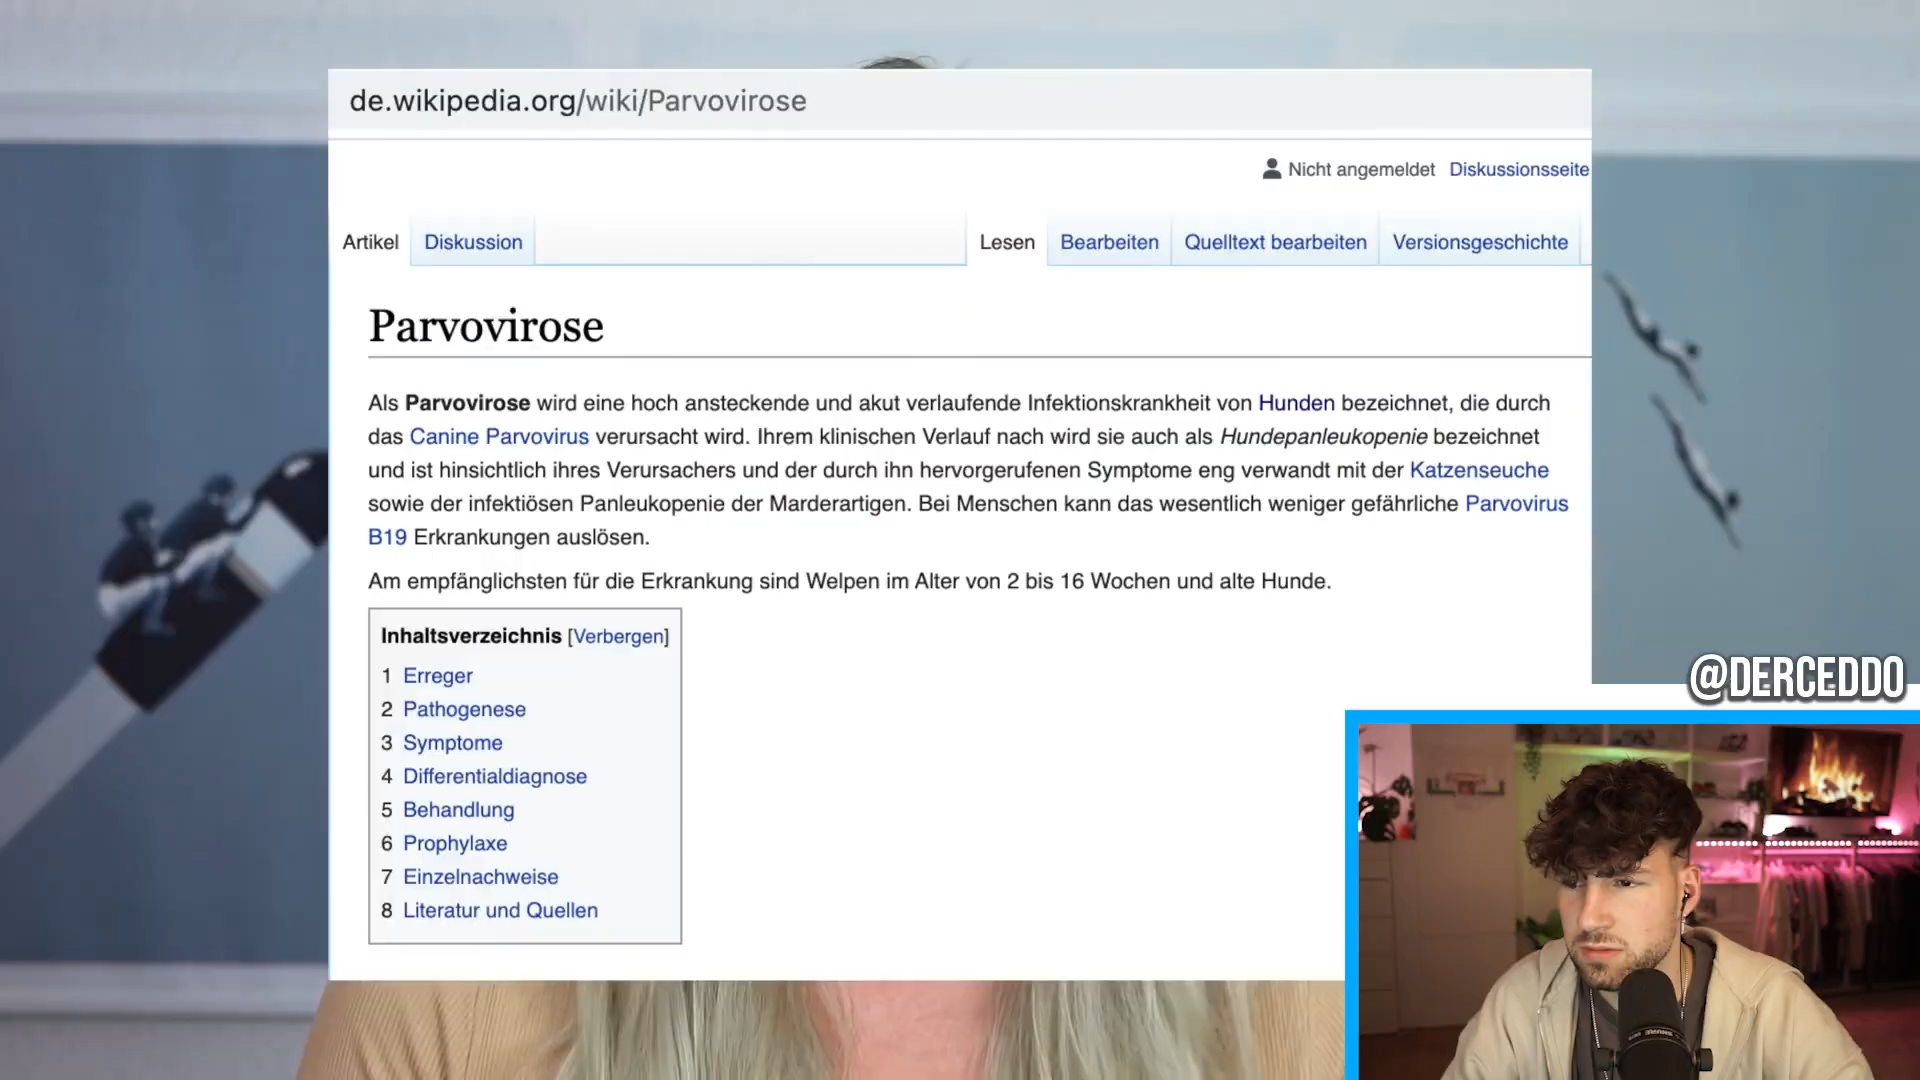 de.wikipedia.org/wiki/Parvovirose
Nicht angemeldet Diskussionsseite
Artikel Diskussion Lesen Bearbeiten Quelltext bearbeiten Versionsgeschichte
Parvovirose
Als Parvovirose wird eine hoch ansteckende und akut verlaufende Infektionskrankheit von Hunden bezeichnet, die durch
das Canine Parvovirus verursacht wird. Ihrem klinischen Verlauf nach wird sie auch als Hundepanleukopenie bezeichnet
und ist hinsichtlich ihres Verursachers und der durch ihn hervorgerufenen Symptome eng verwandt mit der Katzenseuche
sowie der infektiösen Panleukopenie der Marderartigen. Bei Menschen kann das wesentlich weniger gefährliche Parvovirus
B19 Erkrankungen auslösen.
Am empfänglichsten für die Erkrankung sind Welpen im Alter von 2 bis 16 Wochen und alte Hunde.
Inhaltsverzeichnis [Verbergen]
1 Erreger
2 Pathogenese
3 Symptome
4 Differentialdiagnose
5 Behandlung
6 Prophylaxe
7 Einzelnachweise
8 Literatur und Quellen
@DERCEDDO